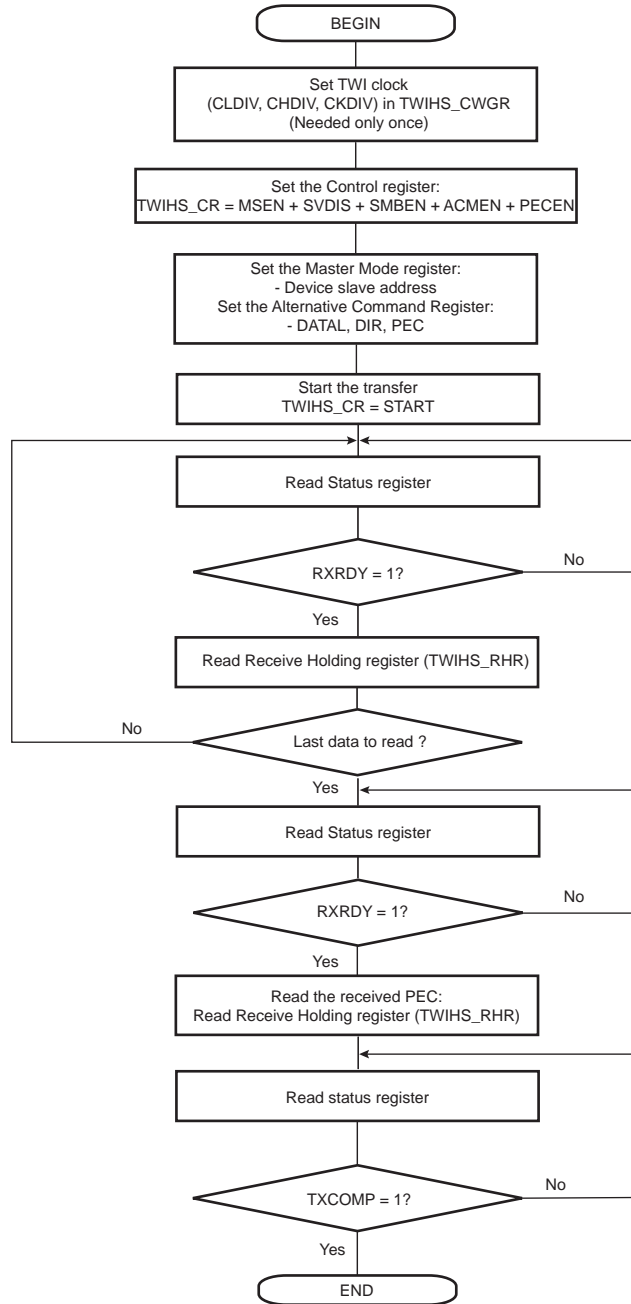 BEGIN
Set TWI clock
(CLDIV, CHDIV, CKDIV) in TWIHS_CWGR
(Needed only once)
Set the Control register:
TWIHS_CR = MSEN + SVDIS + SMBEN + ACMEN + PECEN
Set the Master Mode register:
- Device slave address
Set the Alternative Command Register:
- DATAL, DIR, PEC
Start the transfer
TWIHS_CR = START
Read Status register
RXRDY = 1?
No
Yes
Read Receive Holding register (TWIHS_RHR)
No
Last data to read ?
Yes
Read Status register
RXRDY = 1?
No
Yes
Read the received PEC:
Read Receive Holding register (TWIHS_RHR)
Read status register
TXCOMP = 1?
No
Yes
END